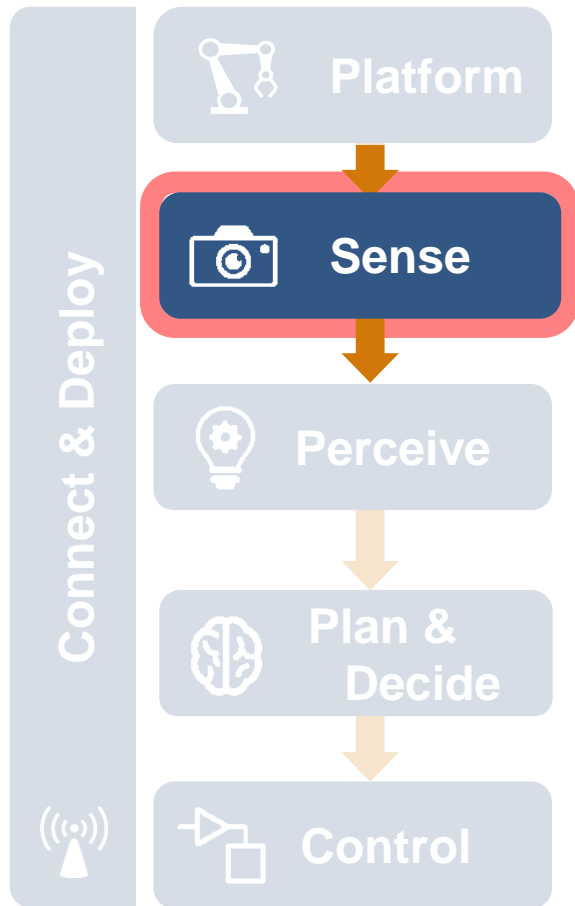 Connect & Deploy
Platform
Sense
Perceive
Plan &
Decide
Control